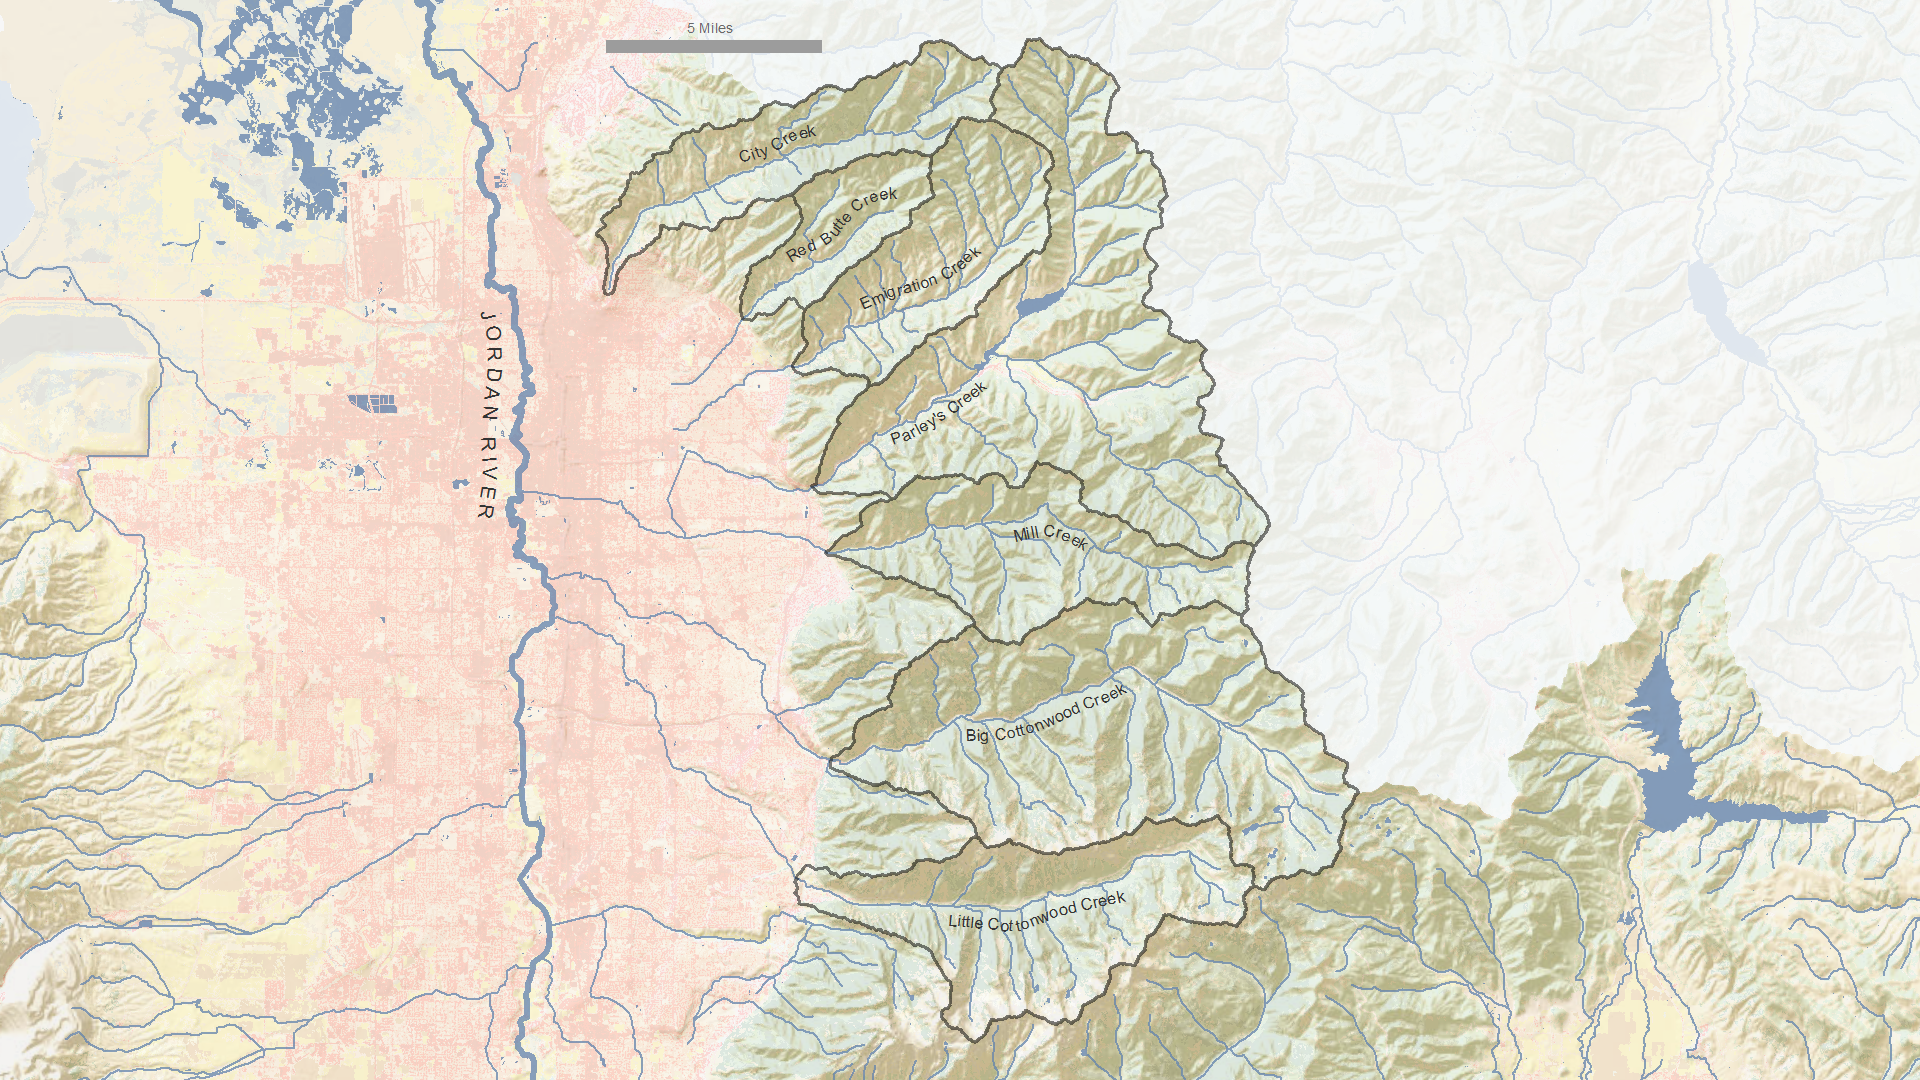 5 Miles
City Creek
Red Butte Creek
Emigration Creek
JORDAN RIVER
Parley's Creek
Mill Creek
Big Cottonwood Creek
Little Cottonwood Creek